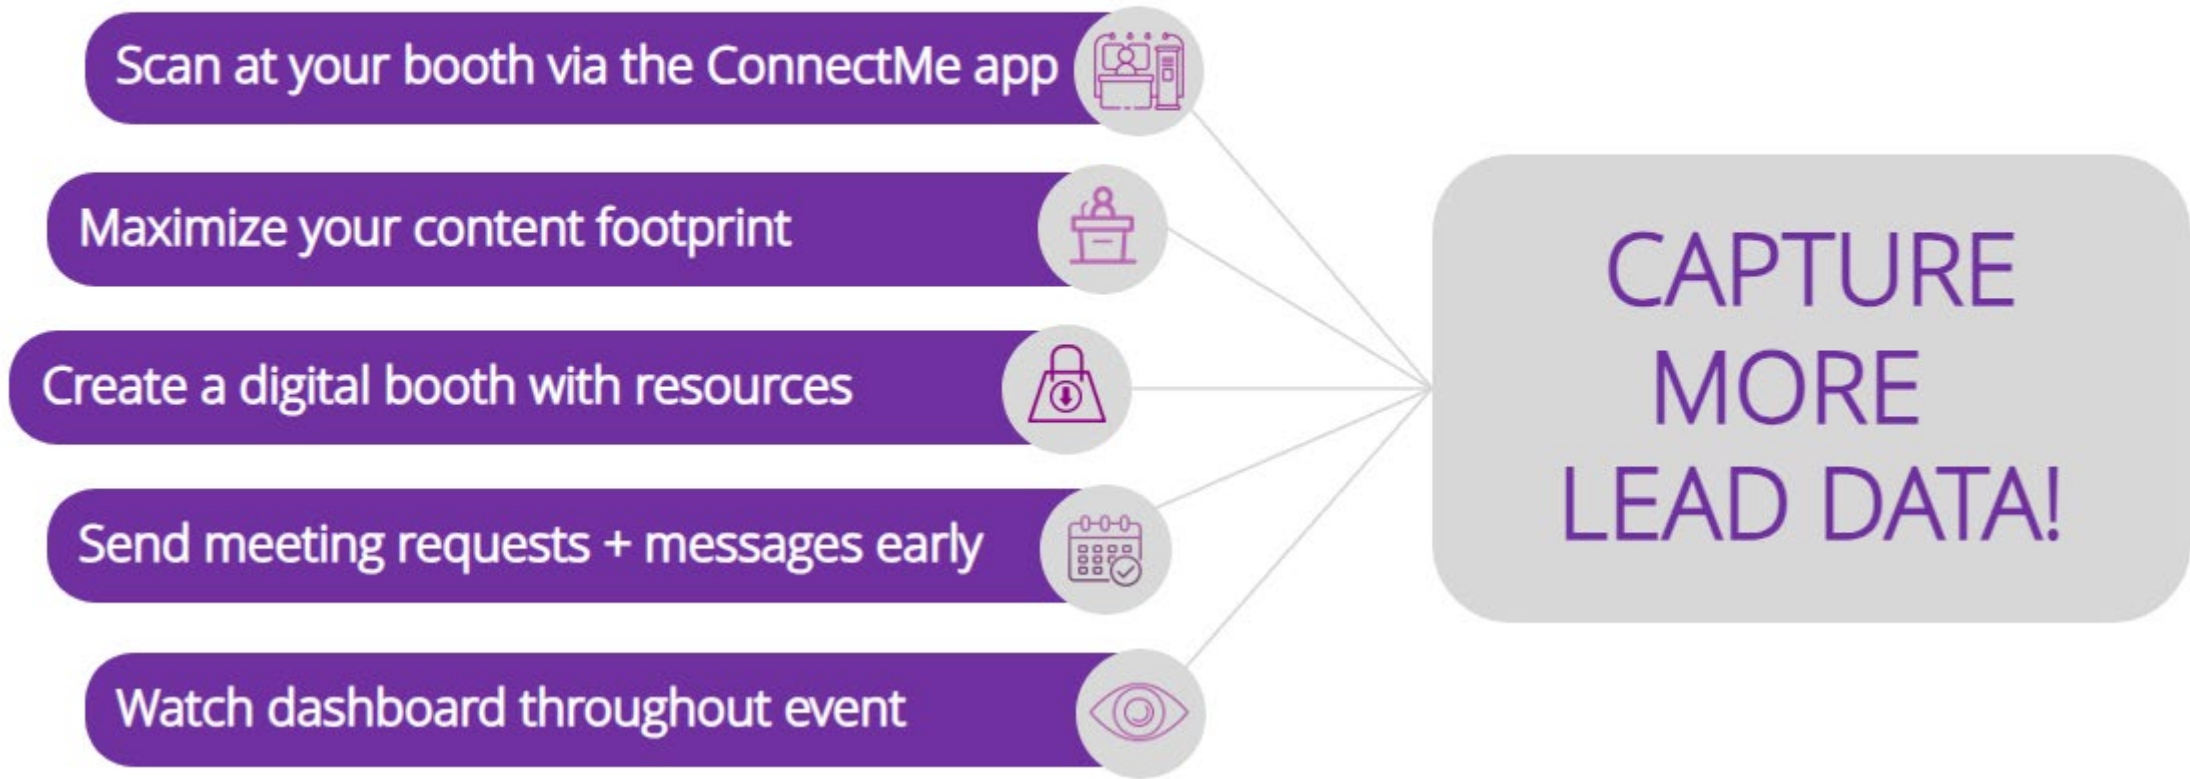 Scan at your booth via the ConnectMe app
Maximize your content footprint
Create a digital booth with resources
Send meeting requests + messages early
Watch dashboard throughout event
CAPTURE
MORE
LEAD DATA!